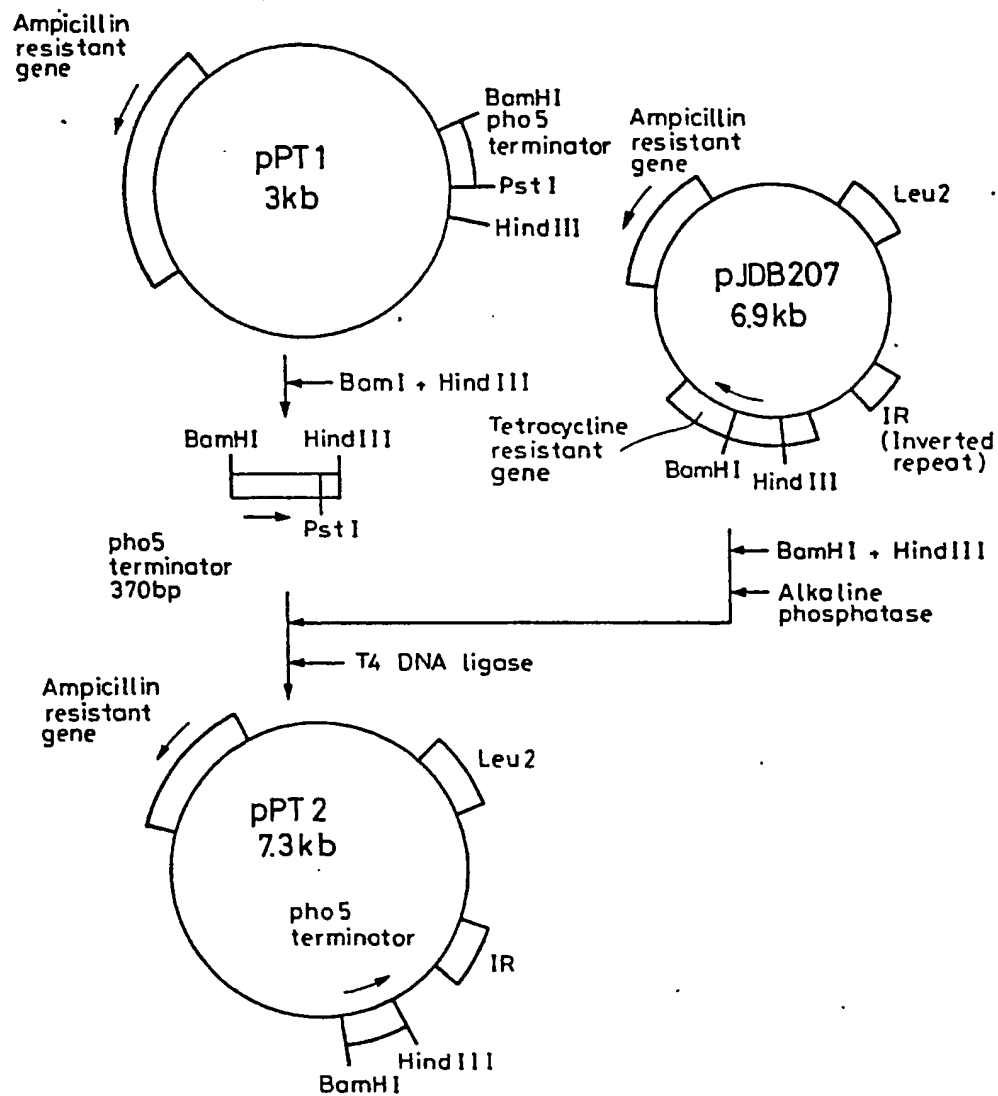 Ampicillin
resistant
gene
pPT1
3kb
BamHI
pho5
terminator
PstI
HindIII
Ampicillin
resistant
gene
Leu2
pJDB207
6.9kb
IR
(Inverted
repeat)
Tetracycline
resistant
gene
BamHI
HindIII
BamI + HindIII
BamHI
HindIII
PstI
pho5
terminator
370bp
BamHI + HindIII
Alkaline
phosphatase
T4 DNA ligase
Ampicillin
resistant
gene
Leu2
pPT2
7.3kb
pho5
terminator
IR
HindIII
BamHI